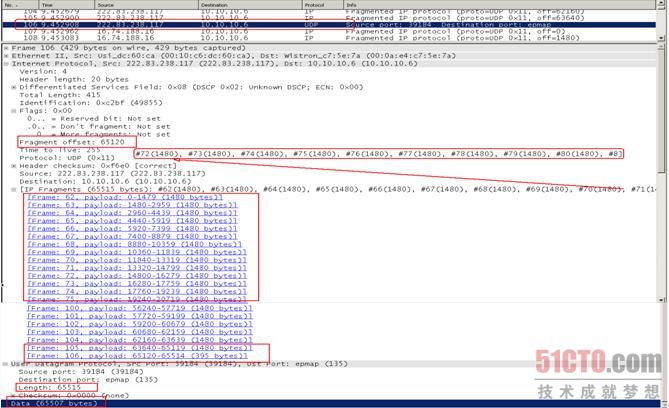 No. . Time Source Destination Protocol Info
104 9.452679 222.83.238.117 10.10.10.6 IP Fragmented IP protocol (proto=UDP 0x11, off=62160)
105 9.452900 222.83.238.117 10.10.10.6 IP Fragmented IP protocol (proto=UDP 0x11, off=63640)
106 9.452908 222.83.238.117 10.10.10.6 UDP Source port: 39184 Destination port: epmap
107 9.452962 16.74.188.16 10.10.10.6 IP Fragmented IP protocol (proto=UDP 0x11, off=0)
108 9.453083 16.74.188.16 10.10.10.6 IP Fragmented IP protocol (proto=UDP 0x11, off=1480)
Frame 106 (429 bytes on wire, 429 bytes captured)
Ethernet II, Src: Usi_dc:60:ca (00:10:c6:dc:60:ca), Dst: Wistron_c7:5e:7a (00:0a:e4:c7:5e:7a)
Internet Protocol, Src: 222.83.238.117 (222.83.238.117), Dst: 10.10.10.6 (10.10.10.6)
Version: 4
Header length: 20 bytes
Differentiated Services Field: 0x08 (DSCP 0x02: Unknown DSCP; ECN: 0x00)
Total Length: 415
Identification: 0xc2bf (49855)
Flags: 0x00
0... = Reserved bit: Not set
.0.. = Don't fragment: Not set
..0. = More fragments: Not set
Fragment offset: 65120
Time to live: 255
#72(1480), #73(1480), #74(1480), #75(1480), #76(1480), #77(1480), #78(1480), #79(1480), #80(1480), #8
Protocol: UDP (0x11)
Header checksum: 0xf6e0 [correct]
Source: 222.83.238.117 (222.83.238.117)
Destination: 10.10.10.6 (10.10.10.6)
[IP Fragments (65515 bytes): #62(1480), #63(1480), #64(1480), #65(1480), #66(1480), #67(1480), #68(1480), #69(1480), #70(1480), #71(1
[Frame: 62, payload: 0-1479 (1480 bytes)]
[Frame: 63, payload: 1480-2959 (1480 bytes)]
[Frame: 64, payload: 2960-4439 (1480 bytes)]
[Frame: 65, payload: 4440-5919 (1480 bytes)]
[Frame: 66, payload: 5920-7399 (1480 bytes)]
[Frame: 67, payload: 7400-8879 (1480 bytes)]
[Frame: 68, payload: 8880-10359 (1480 bytes)]
[Frame: 69, payload: 10360-11839 (1480 bytes)]
[Frame: 70, payload: 11840-13319 (1480 bytes)]
[Frame: 71, payload: 13320-14799 (1480 bytes)]
[Frame: 72, payload: 14800-16279 (1480 bytes)]
[Frame: 73, payload: 16280-17759 (1480 bytes)]
[Frame: 74, payload: 17760-19239 (1480 bytes)]
[Frame: 75, payload: 19240-20719 (1480 bytes)]
[Frame: 100, payload: 56240-57719 (1480 bytes)]
[Frame: 101, payload: 57720-59199 (1480 bytes)]
[Frame: 102, payload: 59200-60679 (1480 bytes)]
[Frame: 103, payload: 60680-62159 (1480 bytes)]
[Frame: 104, payload: 62160-63639 (1480 bytes)]
[Frame: 105, payload: 63640-65119 (1480 bytes)]
[Frame: 106, payload: 65120-65514 (395 bytes)]
User Datagram Protocol, Src Port: 39184 (39184), Dst Port: epmap (135)
Source port: 39184 (39184)
Destination port: epmap (135)
Length: 65515
Checksum: 0x0000 (none)
Data (65507 bytes)
51CTO.com
技术成就梦想